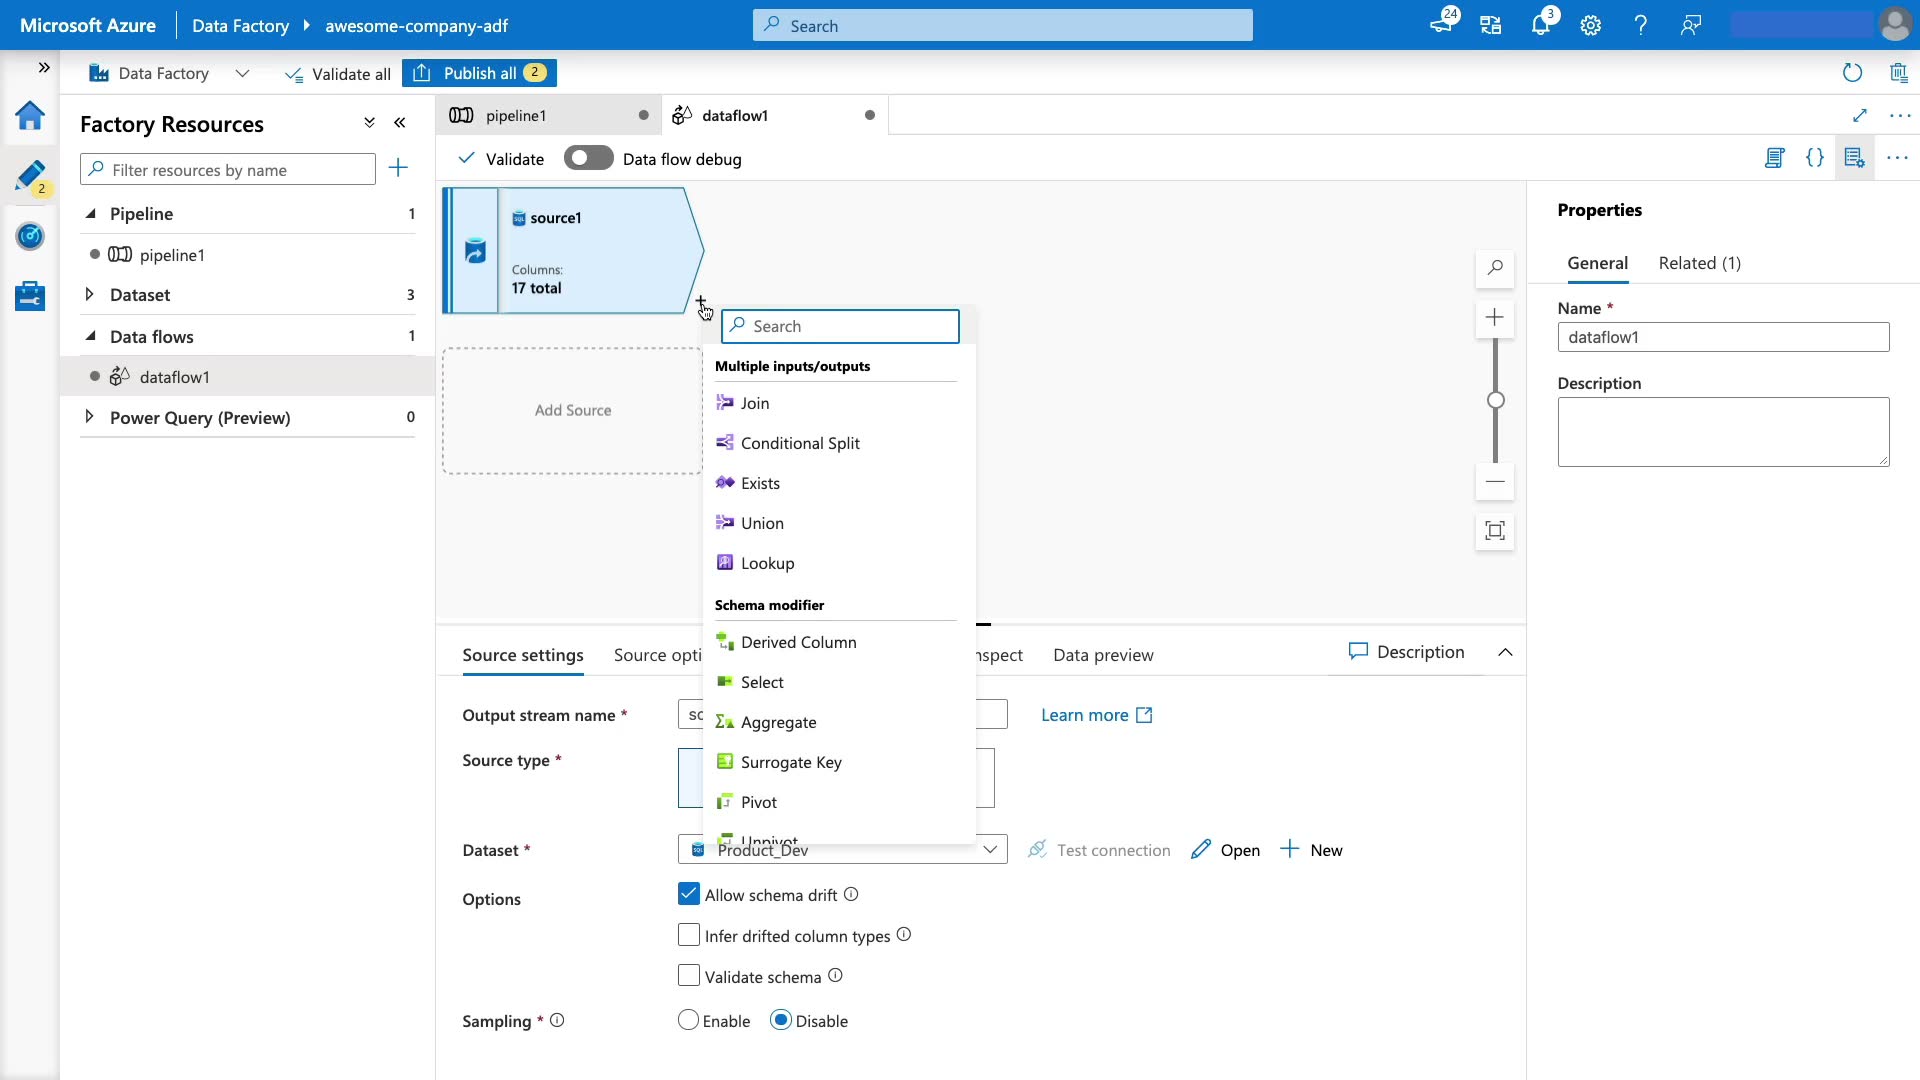 Microsoft Azure
Data Factory
awesome-company-adf
Search
24
3
Data Factory
Validate all
Publish all 2
Factory Resources
Filter resources by name
2
Pipeline 1
pipeline1
Dataset 3
Data flows 1
dataflow1
Power Query (Preview) 0
pipeline1
dataflow1
Validate
Data flow debug
source1
Columns:
17 total
Add Source
Search
Multiple inputs/outputs
Join
Conditional Split
Exists
Union
Lookup
Schema modifier
Derived Column
Select
Aggregate
Surrogate Key
Pivot
Unpivot
Source settings
Source opti
nspect
Data preview
Description
Output stream name *
so
Learn more
Source type *
Dataset *
Product_Dev
Test connection
Open
New
Options
Allow schema drift
Infer drifted column types
Validate schema
Sampling *
Enable
Disable
Properties
General
Related (1)
Name *
dataflow1
Description